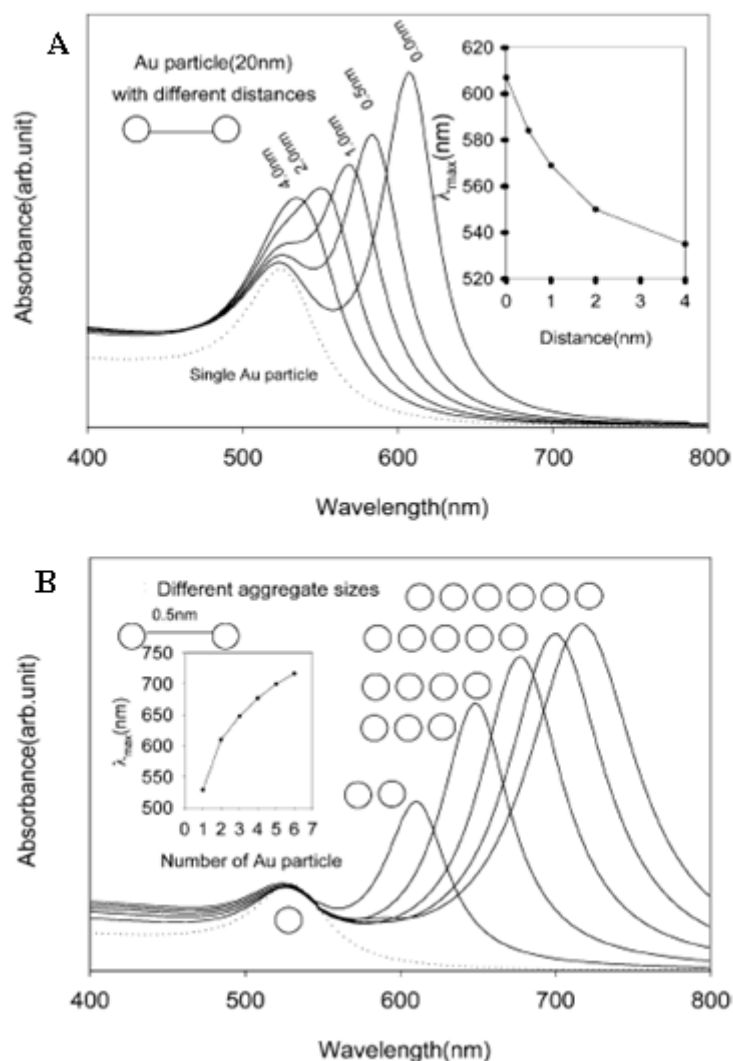 A
Au particle(20nm)
with different distances
4.0nm
2.0nm
1.0nm
0.5nm
0.0nm
Single Au particle
Absorbance(arb.unit)
400 500 600 700 800
Wavelength(nm)
λmax(nm)
620
600
580
560
540
520
0 1 2 3 4
Distance(nm)
B
Different aggregate sizes
0.5nm
λmax(nm)
750
700
650
600
550
500
0 1 2 3 4 5 6 7
Number of Au particle
Absorbance(arb.unit)
400 500 600 700 800
Wavelength(nm)